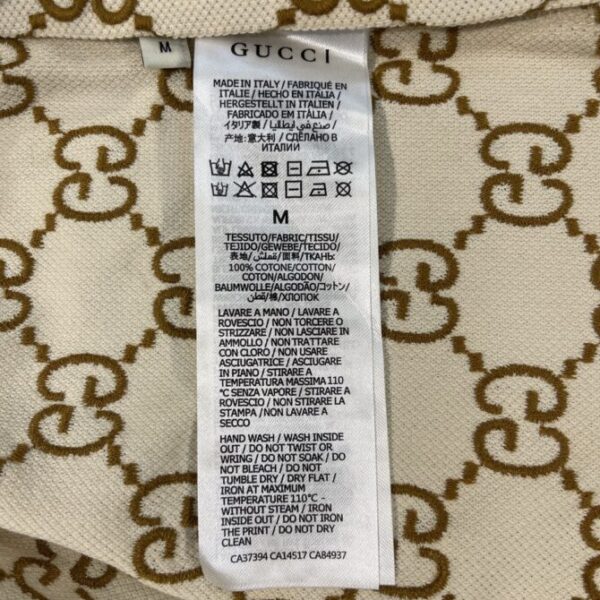 M
GUCCI
MADE IN ITALY / FABRIQUÉ EN
ITALIE / HECHO EN ITALIA /
HERGESTELLT IN ITALIEN /
FABRICADO EM ITÁLIA /
イタリア製 / صنع في إيطاليا /
产地: 意大利 / СДЕЛАНО В
ИТАЛИИ
M
TESSUTO/FABRIC/TISSU/
TEJIDO/GEWEBE/TECIDO/
表地/قماش/面料/ТКАНЬ:
100% COTONE/COTTON/
COTON/ALGODON/
BAUMWOLLE/ALGODÃO/コットン/
قطن/棉/ХЛОПОК
LAVARE A MANO / LAVARE A
ROVESCIO / NON TORCERE O
STRIZZARE / NON LASCIARE IN
AMMOLLO / NON TRATTARE
CON CLORO / NON USARE
ASCIUGATRICE / ASCIUGARE
IN PIANO / STIRARE A
TEMPERATURA MASSIMA 110
°C SENZA VAPORE / STIRARE A
ROVESCIO / NON STIRARE LA
STAMPA / NON LAVARE A
SECCO
HAND WASH / WASH INSIDE
OUT / DO NOT TWIST OR
WRING / DO NOT SOAK / DO
NOT BLEACH / DO NOT
TUMBLE DRY / DRY FLAT /
IRON AT MAXIMUM
TEMPERATURE 110°C -
WITHOUT STEAM / IRON
INSIDE OUT / DO NOT IRON
THE PRINT / DO NOT DRY
CLEAN
CA37394 CA14517 CA84937